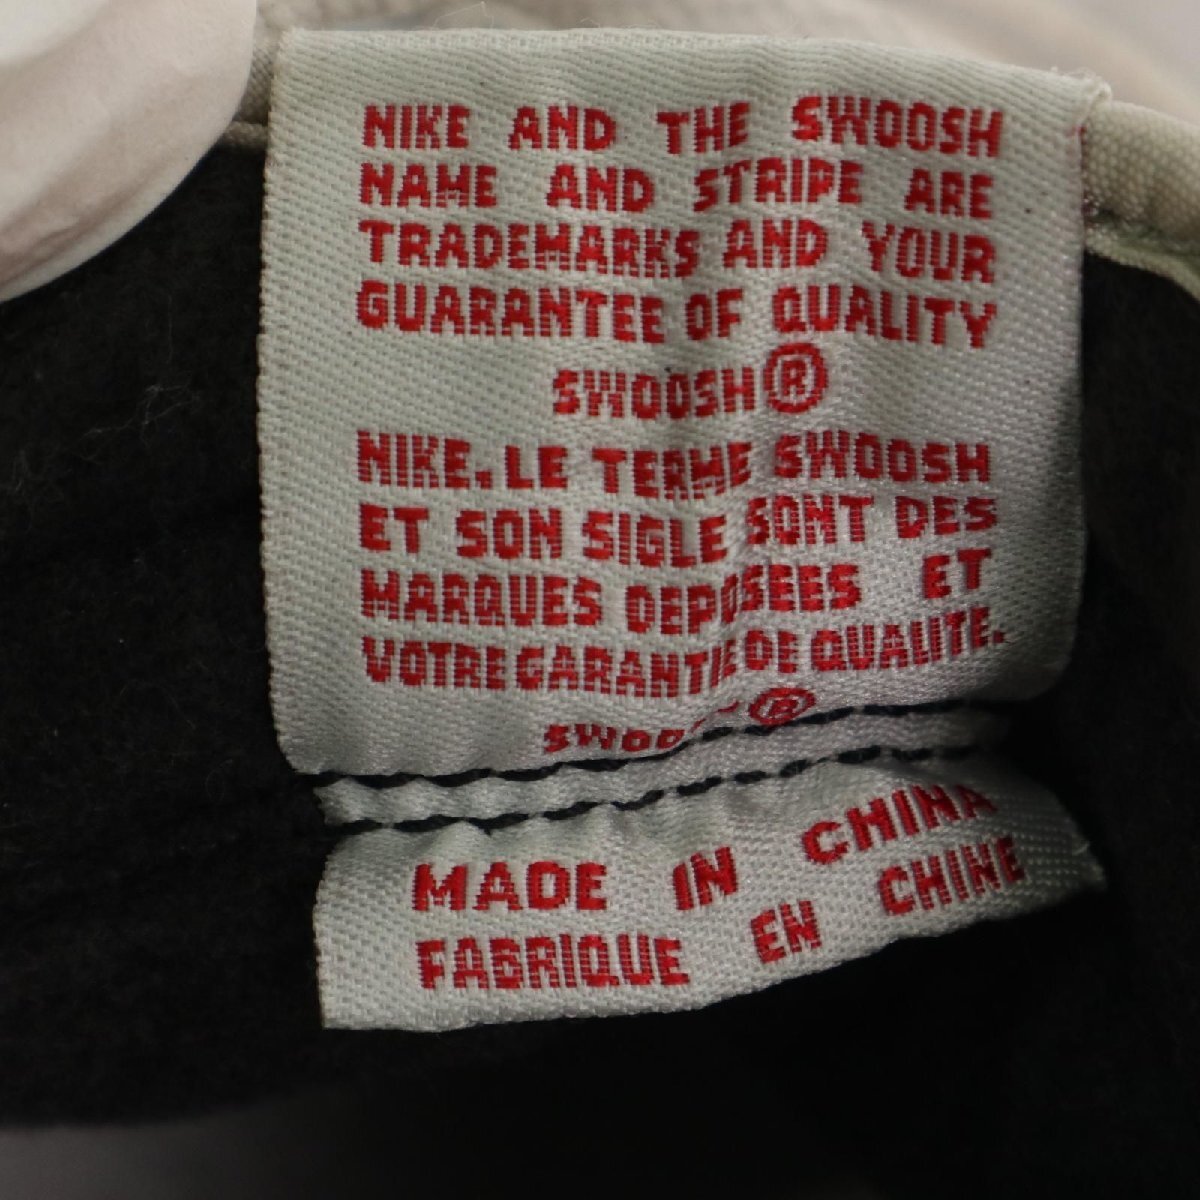 NIKE AND THE SWOOSH
NAME AND STRIPE ARE
TRADEMARKS AND YOUR
GUARANTEE OF QUALITY
SWOOSH®
NIKE, LE TERME SWOOSH
ET SON SIGLE SONT DES
MARQUES DEPOSEES ET
VOTRE GARANTIE DE QUALITE.
®
MADE IN CHINA
FABRIQUE EN CHINE